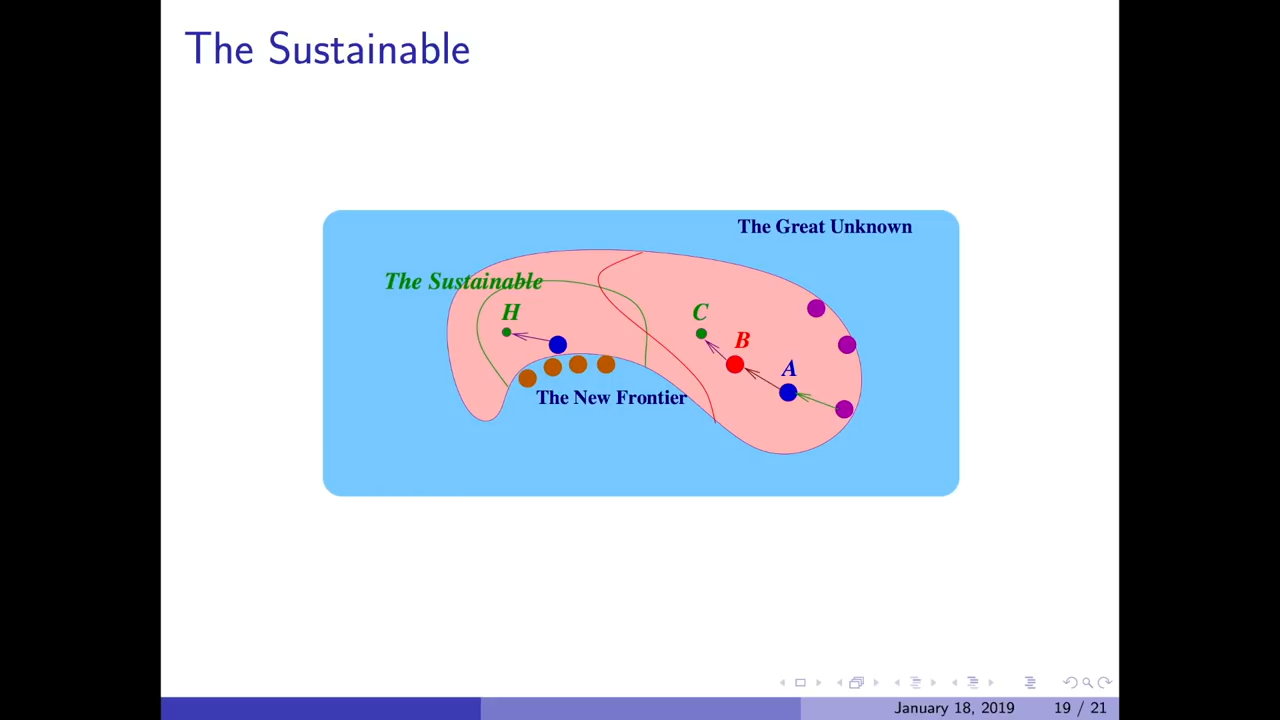 The Sustainable
The Great Unknown
The Sustainable
H
C
B
A
The New Frontier
January 18, 2019
19 / 21